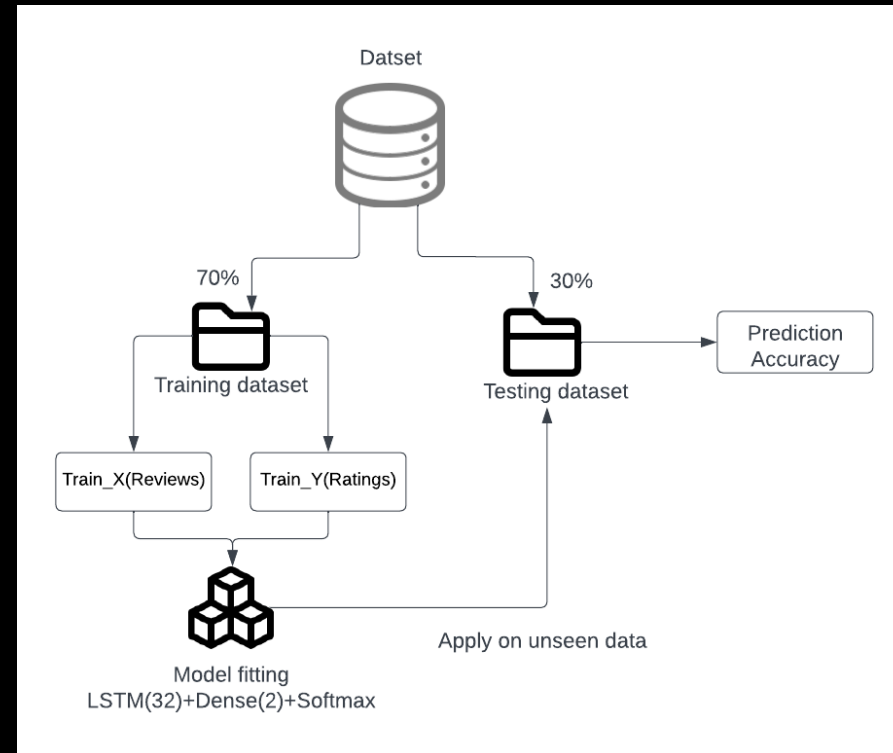 Datset
70%
30%
Training dataset
Testing dataset
Prediction
Accuracy
Train_X(Reviews)
Train_Y(Ratings)
Apply on unseen data
Model fitting
LSTM(32)+Dense(2)+Softmax